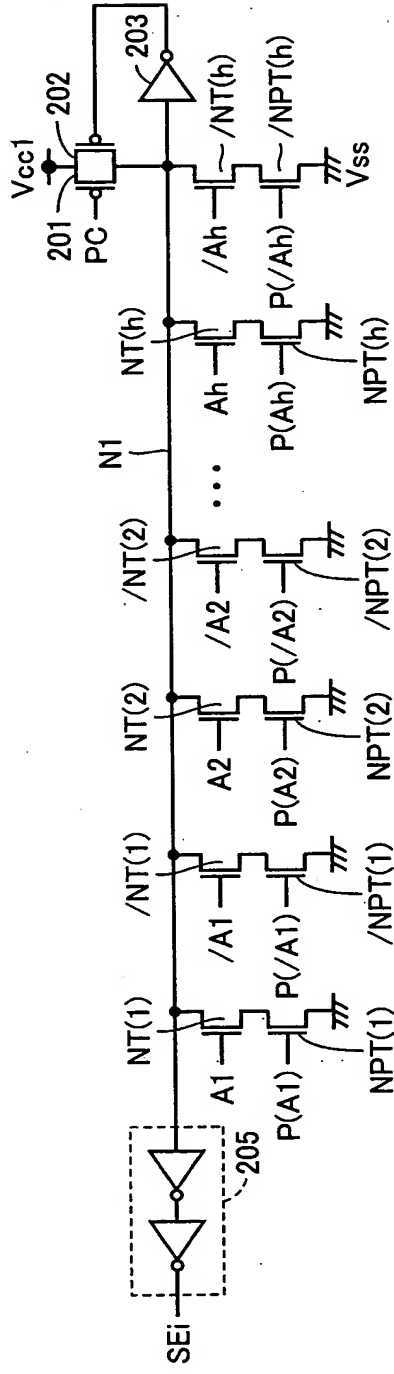 Vcc1
201
202
PC
203
N1
NT(1)
/NT(1)
NT(2)
/NT(2)
...
NT(h)
/NT(h)
A1
/A1
A2
/A2
Ah
/Ah
P(A1)
P(/A1)
P(A2)
P(/A2)
P(Ah)
P(/Ah)
/NPT(h)
NPT(1)
/NPT(1)
NPT(2)
/NPT(2)
NPT(h)
Vss
SEi
205